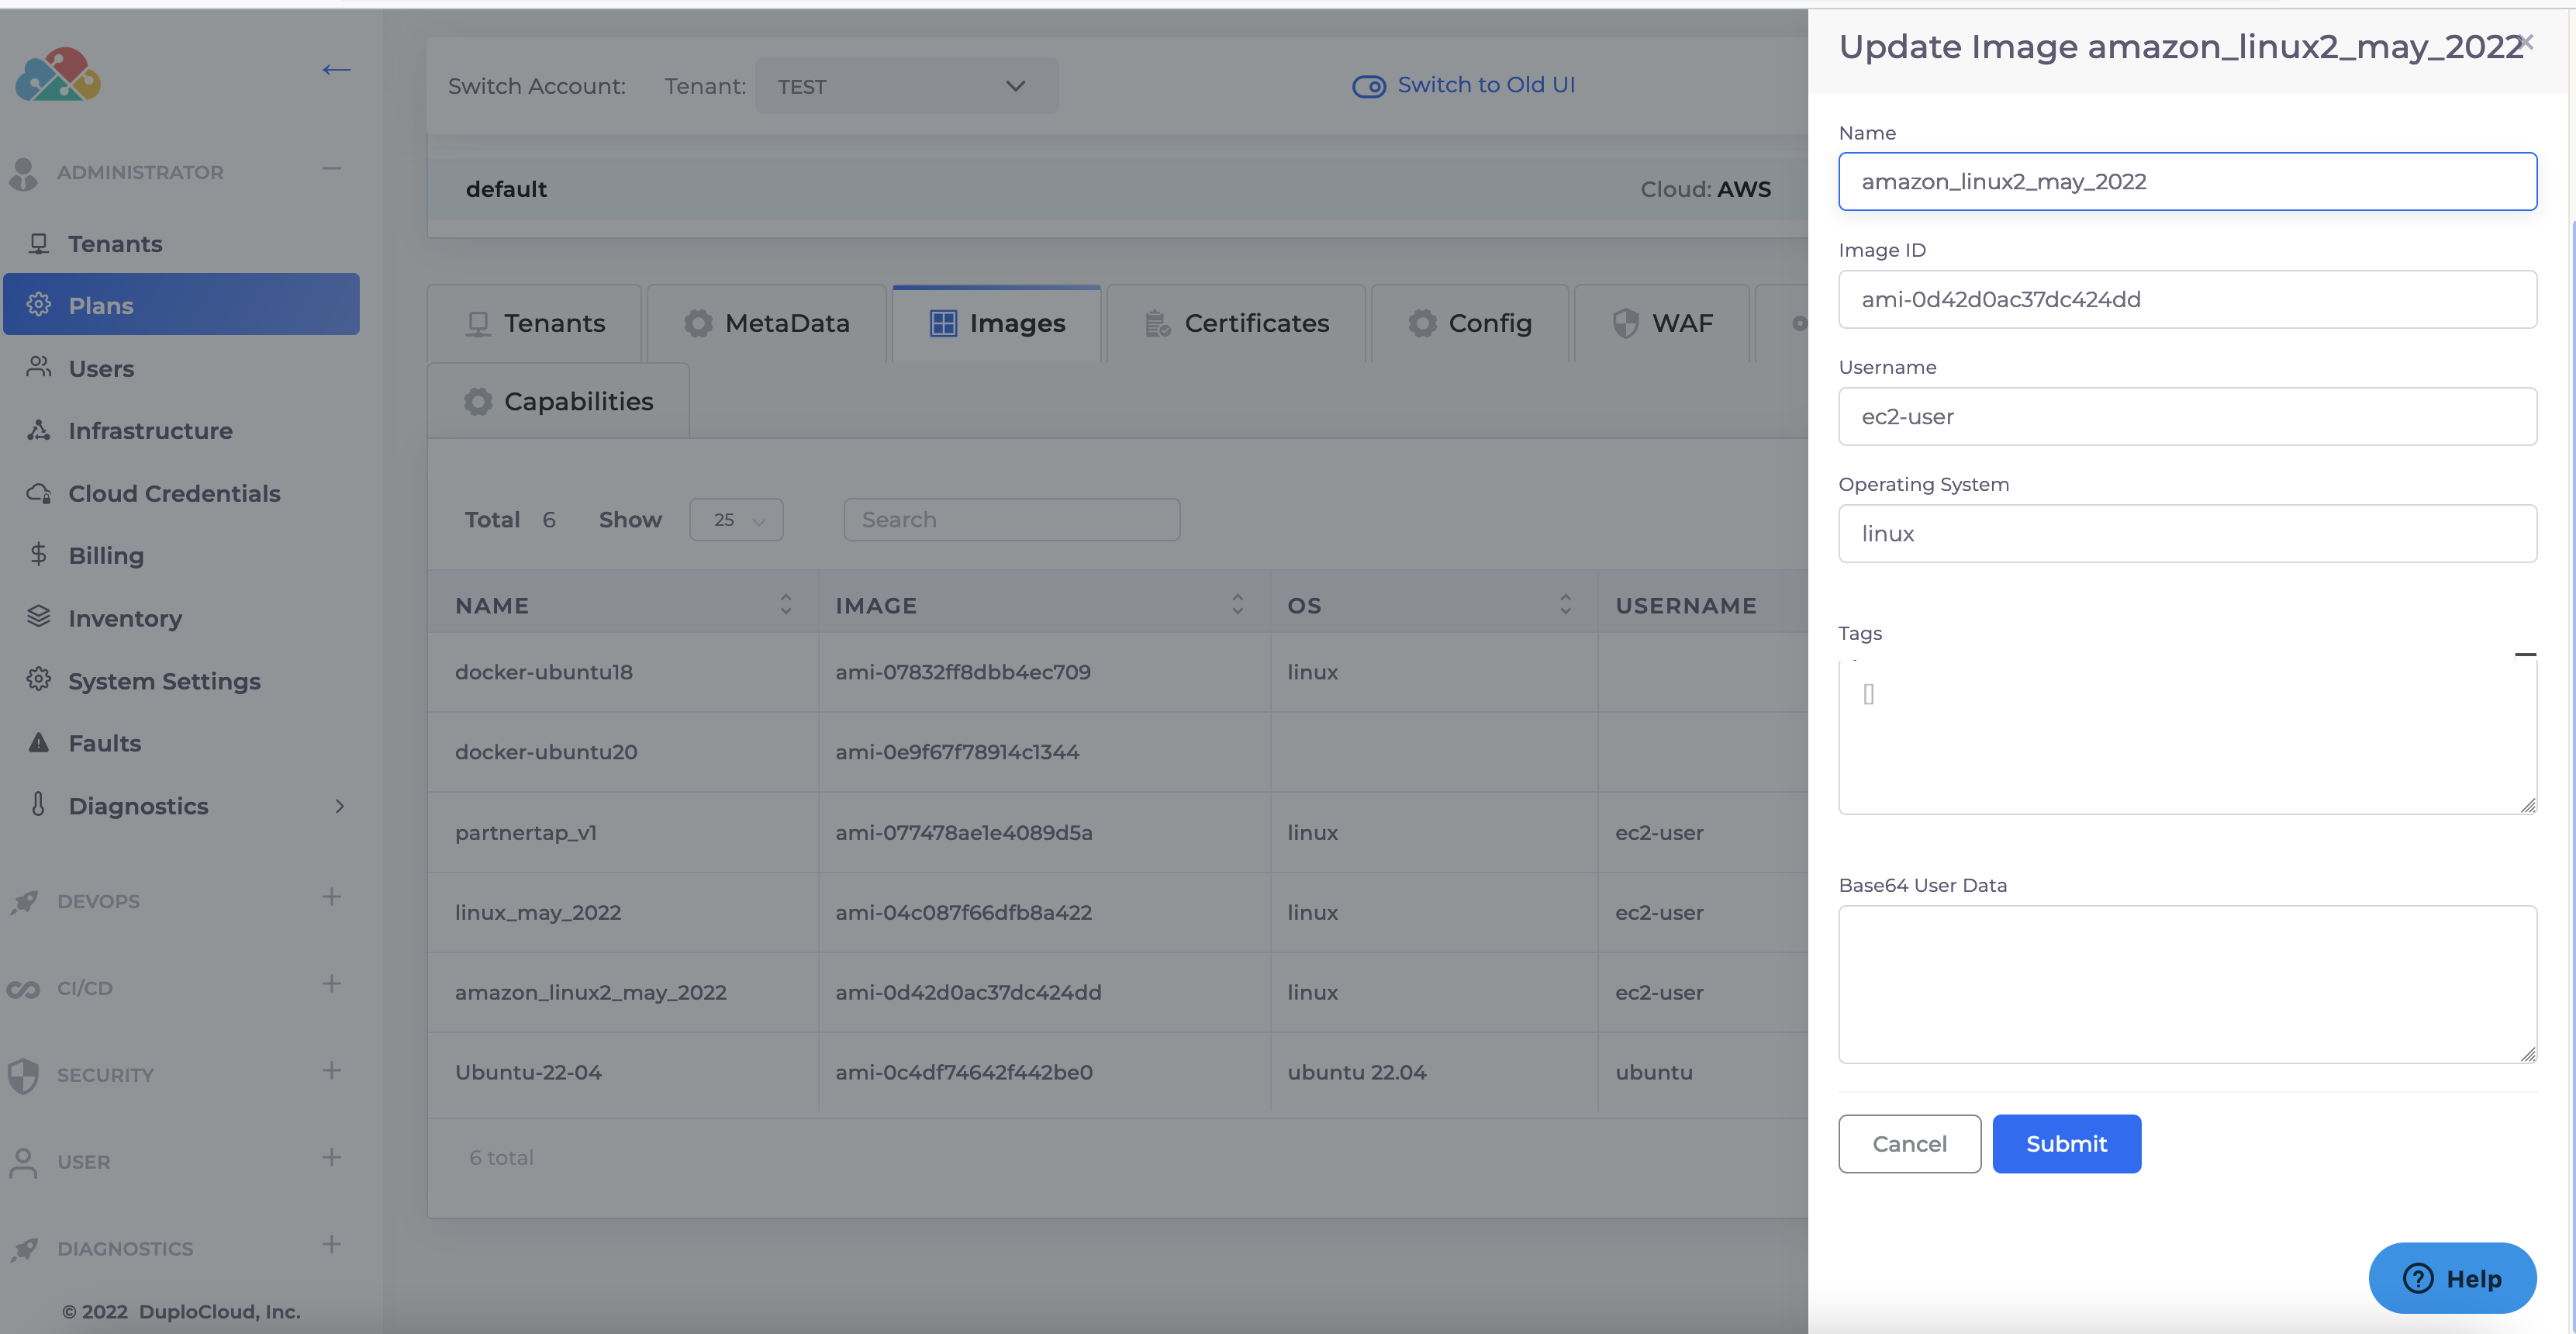 Update Image amazon_linux2_may_2022
Switch Account: Tenant: TEST
Switch to Old UI
default
Cloud: AWS
ADMINISTRATOR
Tenants
Plans
Users
Infrastructure
Cloud Credentials
Billing
Inventory
System Settings
Faults
Diagnostics
DEVOPS
CI/CD
SECURITY
USER
DIAGNOSTICS
© 2022 DuploCloud, Inc.
Tenants
MetaData
Images
Certificates
Config
WAF
Capabilities
Total 6 Show 25 Search
NAME IMAGE OS USERNAME
docker-ubuntu18 ami-07832ff8dbb4ec709 linux
docker-ubuntu20 ami-0e9f67f78914c1344
partnertap_v1 ami-077478ae1e4089d5a linux ec2-user
linux_may_2022 ami-04c087f66dfb8a422 linux ec2-user
amazon_linux2_may_2022 ami-0d42d0ac37dc424dd linux ec2-user
Ubuntu-22-04 ami-0c4df74642f442be0 ubuntu 22.04 ubuntu
6 total
Name
amazon_linux2_may_2022
Image ID
ami-0d42d0ac37dc424dd
Username
ec2-user
Operating System
linux
Tags
[]
Base64 User Data
Cancel
Submit
Help